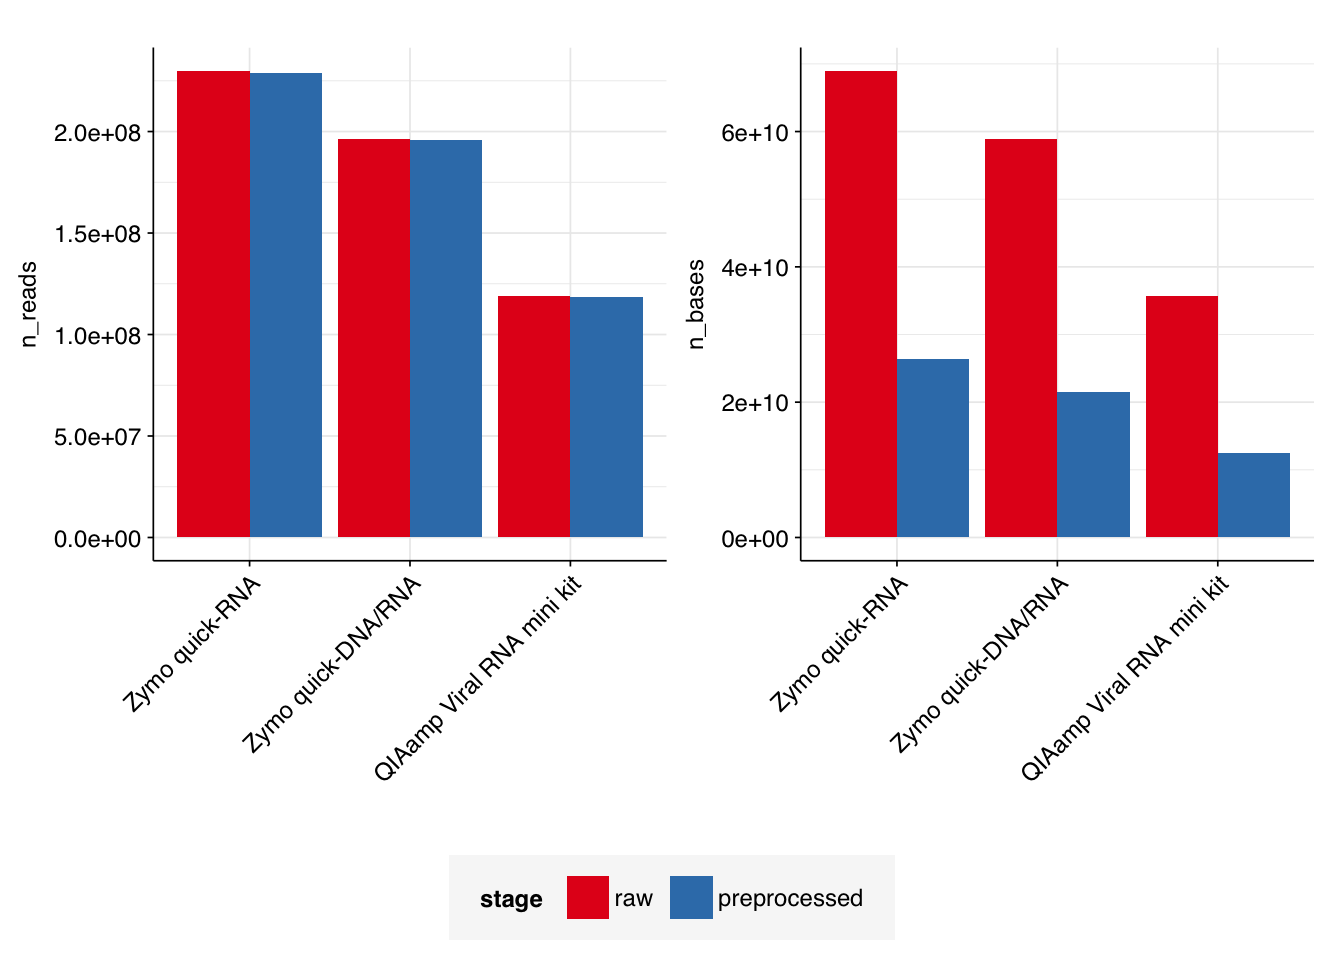 n_reads
2.0e+08
1.5e+08
1.0e+08
5.0e+07
0.0e+00
Zymo quick-RNA
Zymo quick-DNA/RNA
QIAamp Viral RNA mini kit
n_bases
6e+10
4e+10
2e+10
0e+00
Zymo quick-RNA
Zymo quick-DNA/RNA
QIAamp Viral RNA mini kit
stage raw preprocessed